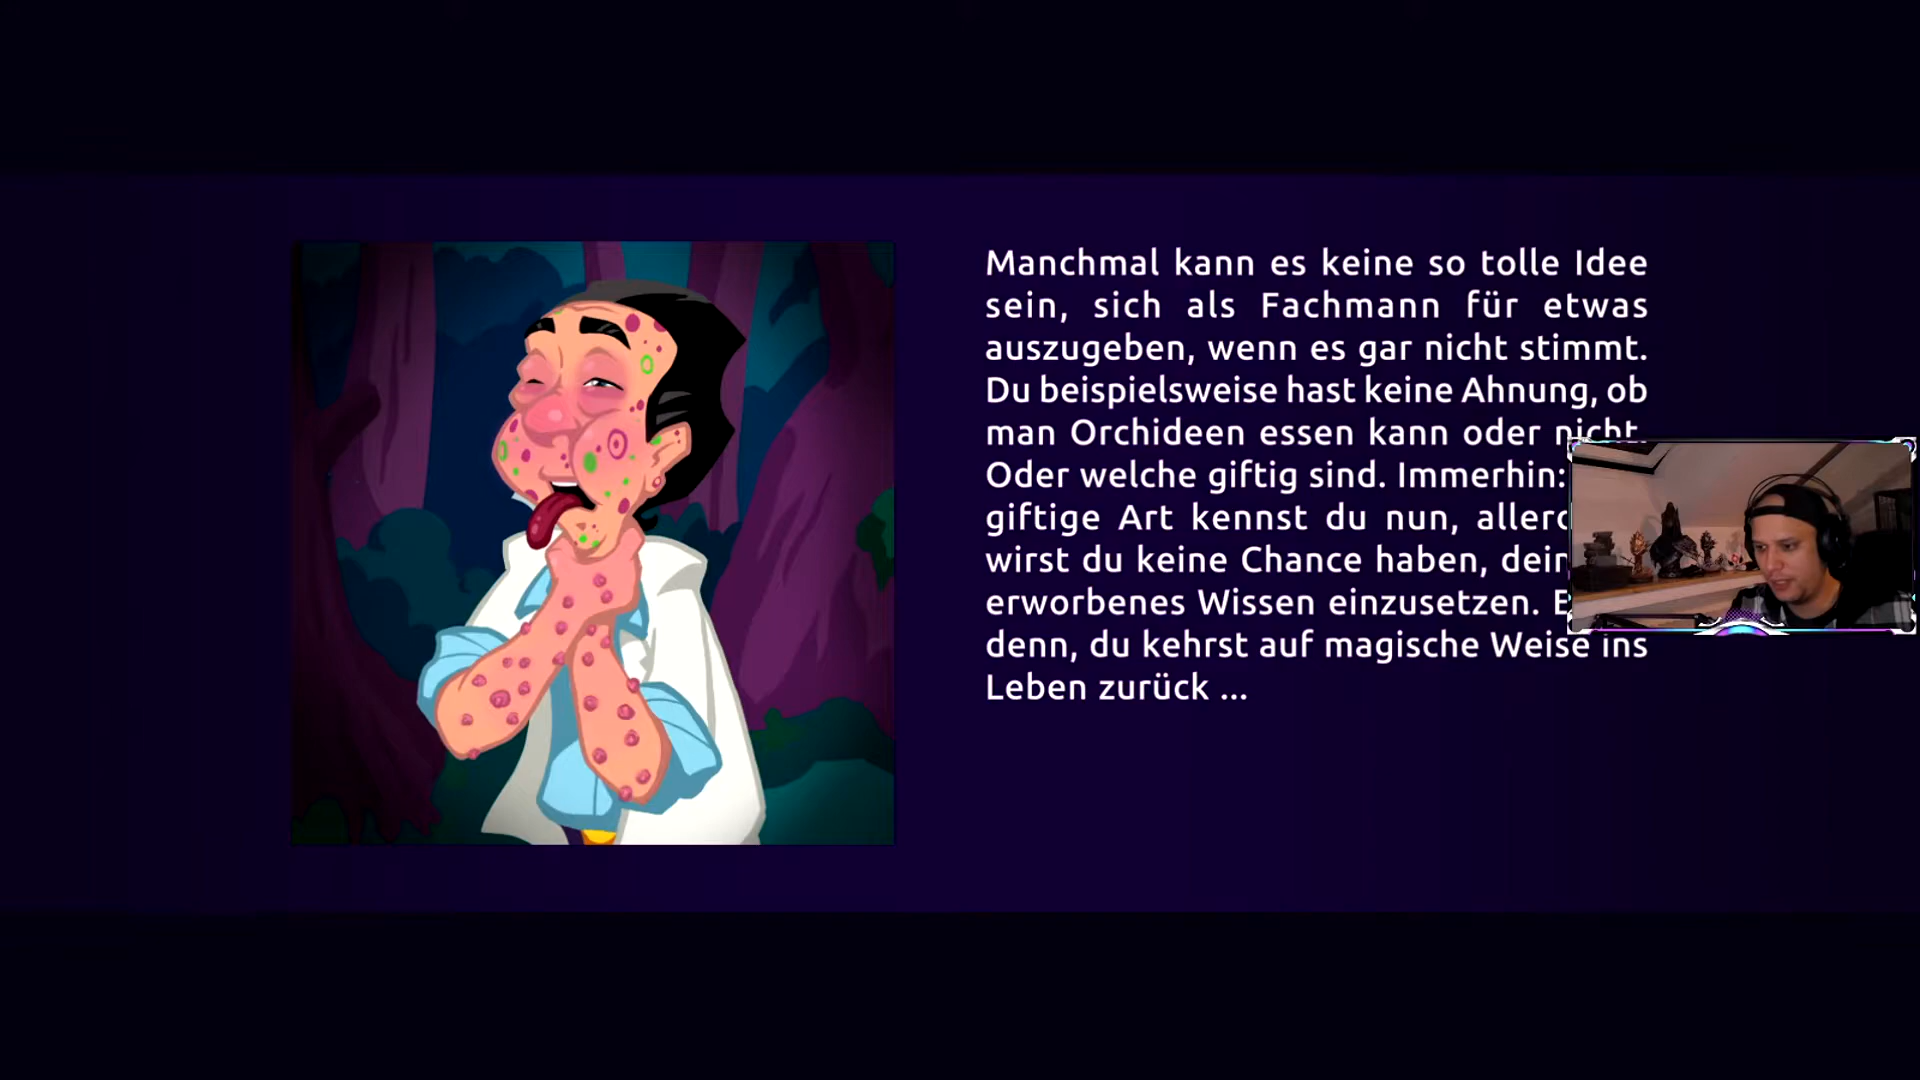 Manchmal kann es keine so tolle Idee
sein, sich als Fachmann für etwas
auszugeben, wenn es gar nicht stimmt.
Du beispielsweise hast keine Ahnung, ob
man Orchideen essen kann oder nicht.
Oder welche giftig sind. Immerhin:
giftige Art kennst du nun,
wirst du keine Chance haben,
erworbenes Wissen einzusetzen.
denn, du kehrst auf magische Weise ins
Leben zurück ...